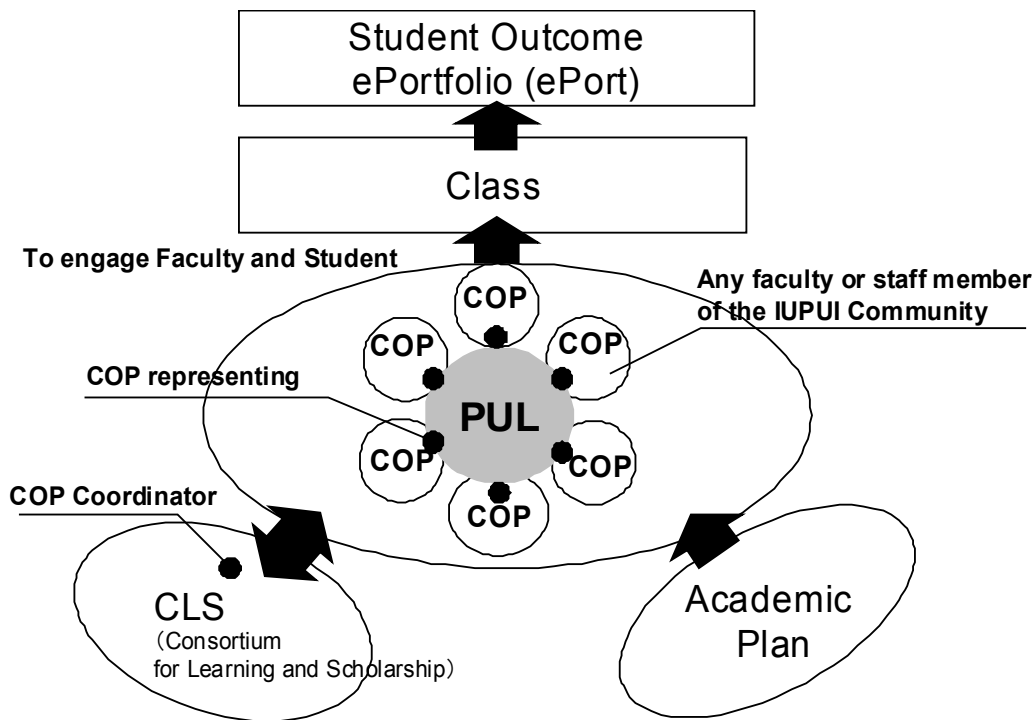 Student Outcome
ePortfolio (ePort)
Class
To engage Faculty and Student
Any faculty or staff member
of the IUPUI Community
COP
COP
COP
COP representing
PUL
COP
COP
COP
COP Coordinator
CLS
（Consortium
for Learning and Scholarship）
Academic
Plan